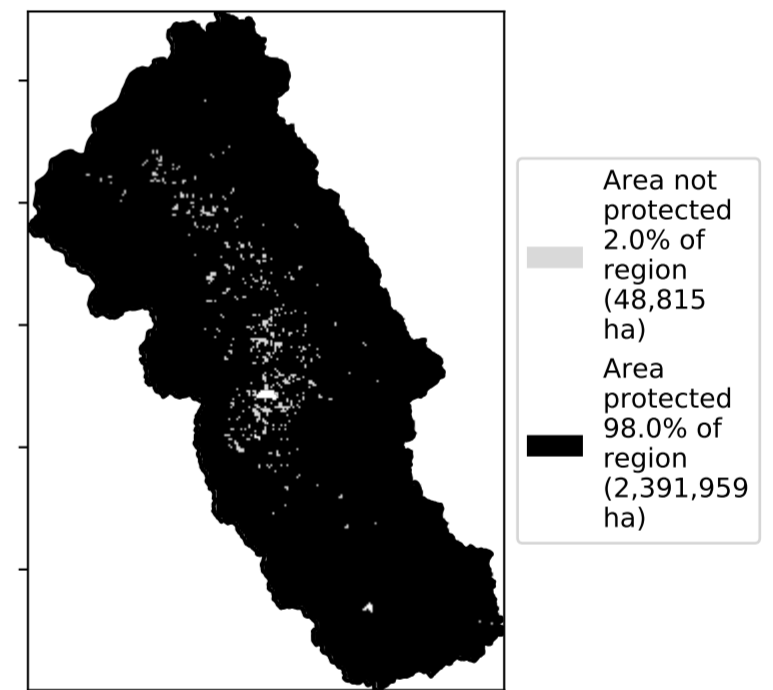 Area not
protected
2.0% of
region
(48,815
ha)
Area
protected
98.0% of
region
(2,391,959
ha)